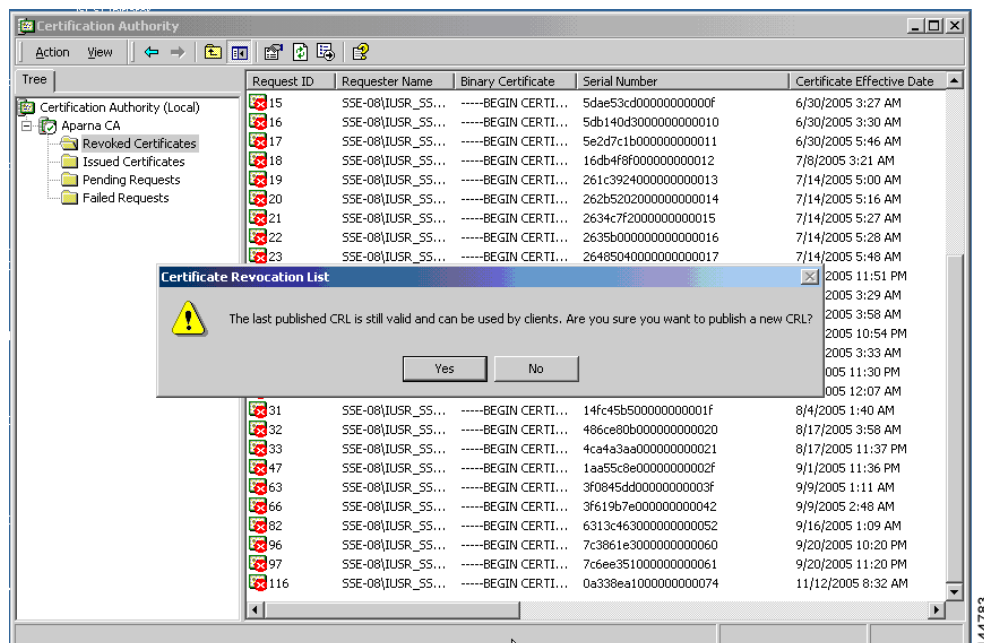 Certification Authority
Action View
Tree
Request ID Requester Name Binary Certificate Serial Number Certificate Effective Date
Certification Authority (Local)
Aparna CA
Revoked Certificates
Issued Certificates
Pending Requests
Failed Requests
15 SSE-08\IUSR_SS... -----BEGIN CERTI... 5dae53cd00000000000f 6/30/2005 3:27 AM
16 SSE-08\IUSR_SS... -----BEGIN CERTI... 5db140d3000000000010 6/30/2005 3:30 AM
17 SSE-08\IUSR_SS... -----BEGIN CERTI... 5e2d7c1b000000000011 6/30/2005 5:46 AM
18 SSE-08\IUSR_SS... -----BEGIN CERTI... 16db4f8f000000000012 7/8/2005 3:21 AM
19 SSE-08\IUSR_SS... -----BEGIN CERTI... 261c3924000000000013 7/14/2005 5:00 AM
20 SSE-08\IUSR_SS... -----BEGIN CERTI... 262b5202000000000014 7/14/2005 5:16 AM
21 SSE-08\IUSR_SS... -----BEGIN CERTI... 2634c7f2000000000015 7/14/2005 5:27 AM
22 SSE-08\IUSR_SS... -----BEGIN CERTI... 2635b000000000000016 7/14/2005 5:28 AM
23 SSE-08\IUSR_SS... -----BEGIN CERTI... 26485040000000000017 7/14/2005 5:48 AM
2005 11:51 PM
2005 3:29 AM
2005 3:58 AM
2005 10:54 PM
2005 3:33 AM
005 11:30 PM
005 12:07 AM
Certificate Revocation List
The last published CRL is still valid and can be used by clients. Are you sure you want to publish a new CRL?
Yes No
31 SSE-08\IUSR_SS... -----BEGIN CERTI... 14fc45b500000000001f 8/4/2005 1:40 AM
32 SSE-08\IUSR_SS... -----BEGIN CERTI... 486ce80b000000000020 8/17/2005 3:58 AM
33 SSE-08\IUSR_SS... -----BEGIN CERTI... 4ca4a3aa000000000021 8/17/2005 11:37 PM
47 SSE-08\IUSR_SS... -----BEGIN CERTI... 1aa55c8e00000000002f 9/1/2005 11:36 PM
63 SSE-08\IUSR_SS... -----BEGIN CERTI... 3f0845dd00000000003f 9/9/2005 1:11 AM
66 SSE-08\IUSR_SS... -----BEGIN CERTI... 3f619b7e000000000042 9/9/2005 2:48 AM
82 SSE-08\IUSR_SS... -----BEGIN CERTI... 6313c463000000000052 9/16/2005 1:09 AM
96 SSE-08\IUSR_SS... -----BEGIN CERTI... 7c3861e3000000000060 9/20/2005 10:20 PM
97 SSE-08\IUSR_SS... -----BEGIN CERTI... 7c6ee351000000000061 9/20/2005 11:20 PM
116 SSE-08\IUSR_SS... -----BEGIN CERTI... 0a338ea1000000000074 11/12/2005 8:32 AM